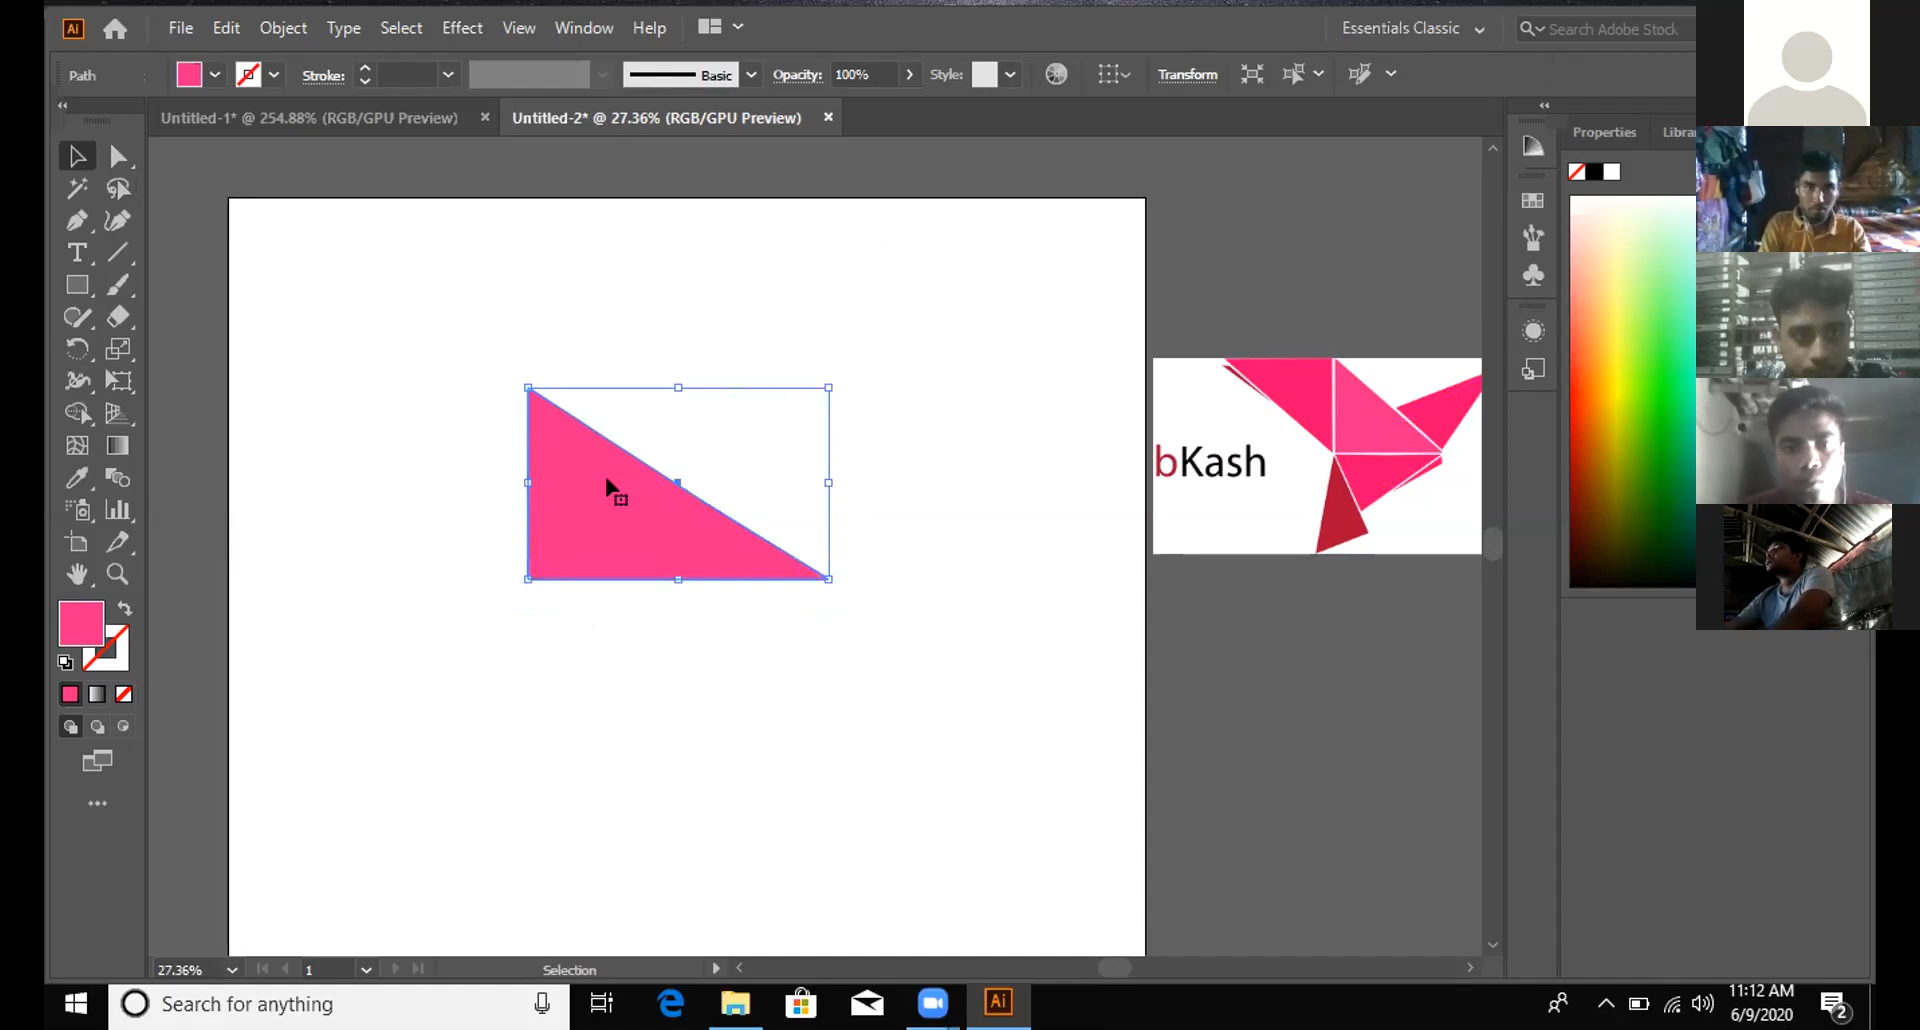 Ai File Edit Object Type Select Effect View Window Help Essentials Classic Search Adobe Stock
Path Stroke: Basic Opacity: 100% Style: Transform
Untitled-1* @ 254.88% (RGB/GPU Preview) × Untitled-2* @ 27.36% (RGB/GPU Preview) ×
Properties
bKash
27.36% 1 Selection
Search for anything
Ai
11:12 AM
6/9/2020
2